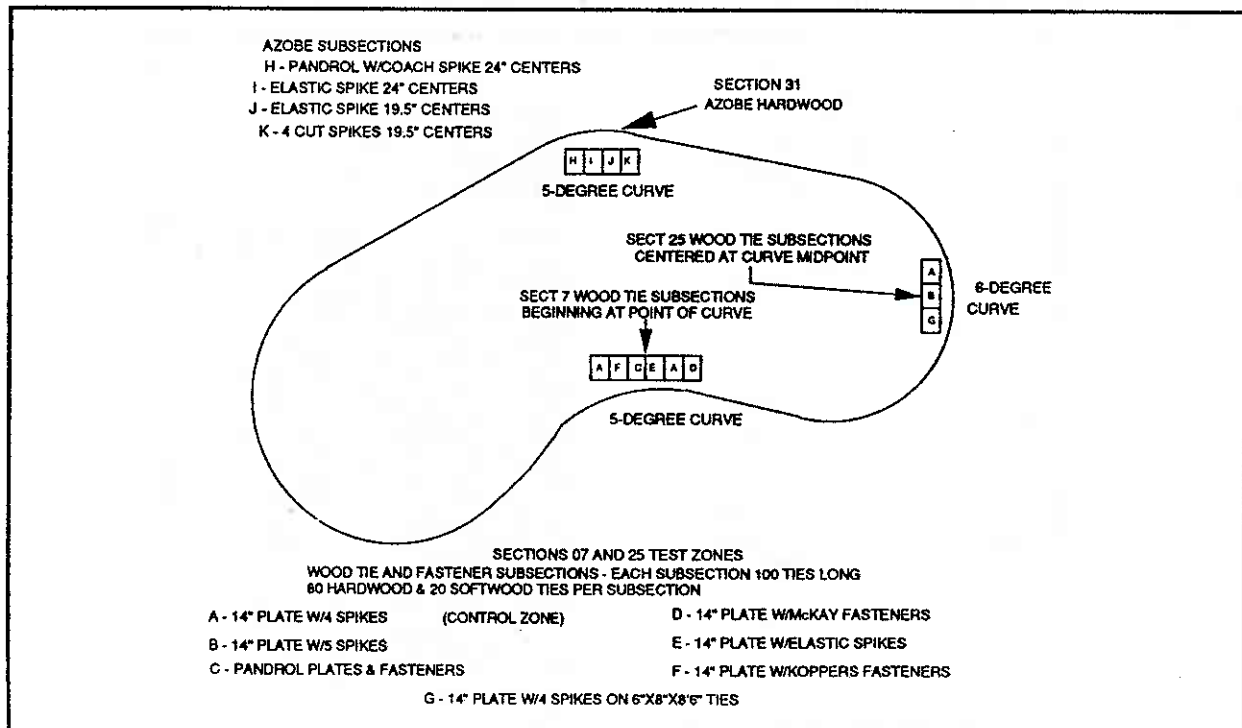 AZOBE SUBSECTIONS
H - PANDROL W/COACH SPIKE 24" CENTERS
I - ELASTIC SPIKE 24" CENTERS
J - ELASTIC SPIKE 19.5" CENTERS
K - 4 CUT SPIKES 19.5" CENTERS
SECTION 31
AZOBE HARDWOOD
H I J K
5-DEGREE CURVE
SECT 25 WOOD TIE SUBSECTIONS
CENTERED AT CURVE MIDPOINT
A
B
G
6-DEGREE
CURVE
SECT 7 WOOD TIE SUBSECTIONS
BEGINNING AT POINT OF CURVE
A F C E A D
5-DEGREE CURVE
SECTIONS 07 AND 25 TEST ZONES
WOOD TIE AND FASTENER SUBSECTIONS - EACH SUBSECTION 100 TIES LONG
80 HARDWOOD & 20 SOFTWOOD TIES PER SUBSECTION
A - 14" PLATE W/4 SPIKES (CONTROL ZONE)
D - 14" PLATE W/McKAY FASTENERS
B - 14" PLATE W/5 SPIKES
E - 14" PLATE W/ELASTIC SPIKES
C - PANDROL PLATES & FASTENERS
F - 14" PLATE W/KOPPERS FASTENERS
G - 14" PLATE W/4 SPIKES ON 6"X8"X8'6" TIES